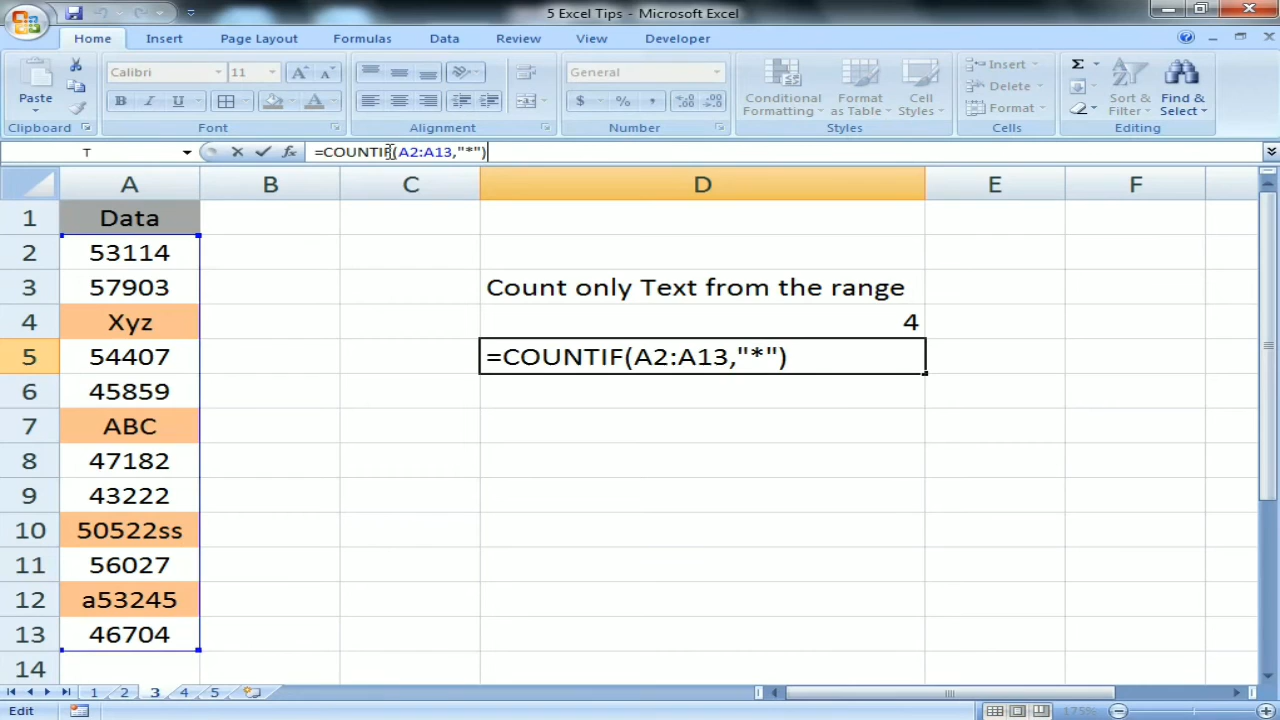 5 Excel Tips - Microsoft Excel
Home Insert Page Layout Formulas Data Review View Developer
Paste
Calibri 11
General
Conditional Formatting
Format as Table
Cell Styles
Insert
Delete
Format
Sort & Filter
Find & Select
Clipboard Font Alignment Number Styles Cells Editing
T =COUNTIF(A2:A13,"*")
A B C D E F
1 Data
2 53114
3 57903 Count only Text from the range
4 Xyz 4
5 54407 =COUNTIF(A2:A13,"*")
6 45859
7 ABC
8 47182
9 43222
10 50522ss
11 56027
12 a53245
13 46704
14
1 2 3 4 5
Edit 175%